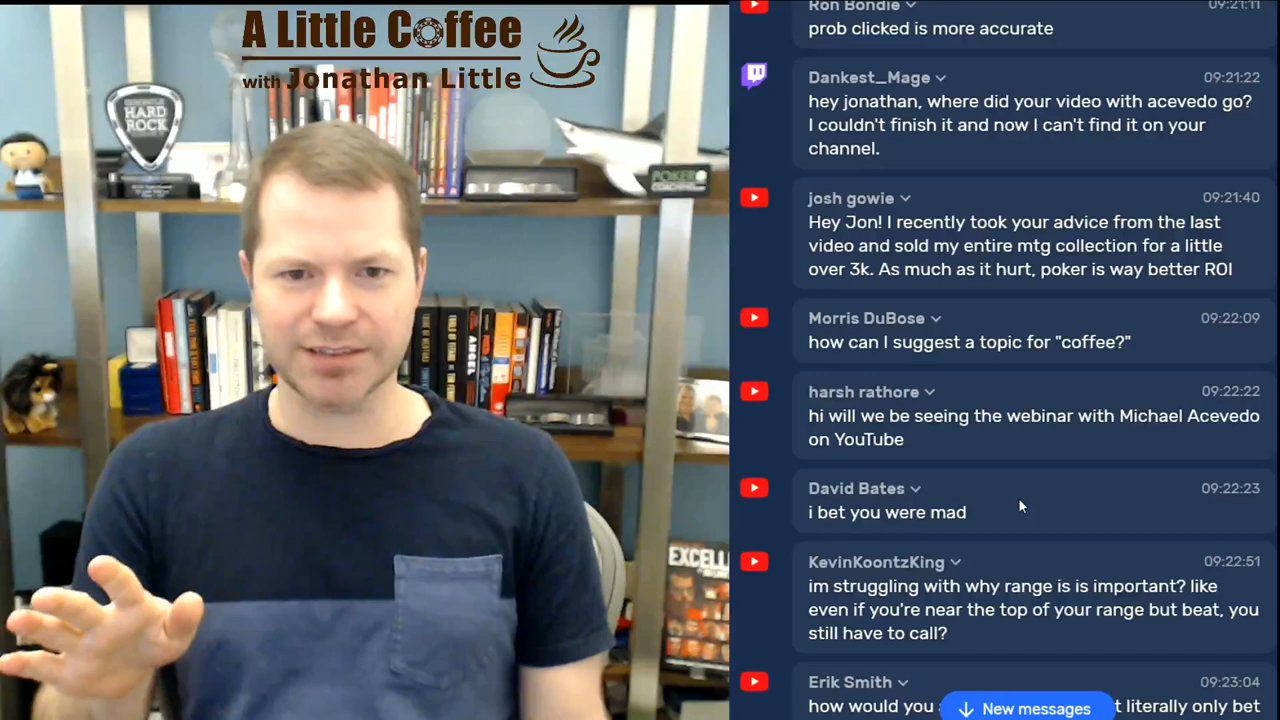 A Little Coffee
with Jonathan Little
HARD
ROCK
POKER
COACHING
ANGEL
EXCELL
Ron Bondie
09:21:11
prob clicked is more accurate
Dankest_Mage
09:21:22
hey jonathan, where did your video with acevedo go?
I couldn't finish it and now I can't find it on your
channel.
josh gowie
09:21:40
Hey Jon! I recently took your advice from the last
video and sold my entire mtg collection for a little
over 3k. As much as it hurt, poker is way better ROI
Morris DuBose
09:22:09
how can I suggest a topic for "coffee?"
harsh rathore
09:22:22
hi will we be seeing the webinar with Michael Acevedo
on YouTube
David Bates
09:22:23
i bet you were mad
KevinKoontzKing
09:22:51
im struggling with why range is is important? like
even if you're near the top of your range but beat, you
still have to call?
Erik Smith
09:23:04
how would you
literally only bet
New messages